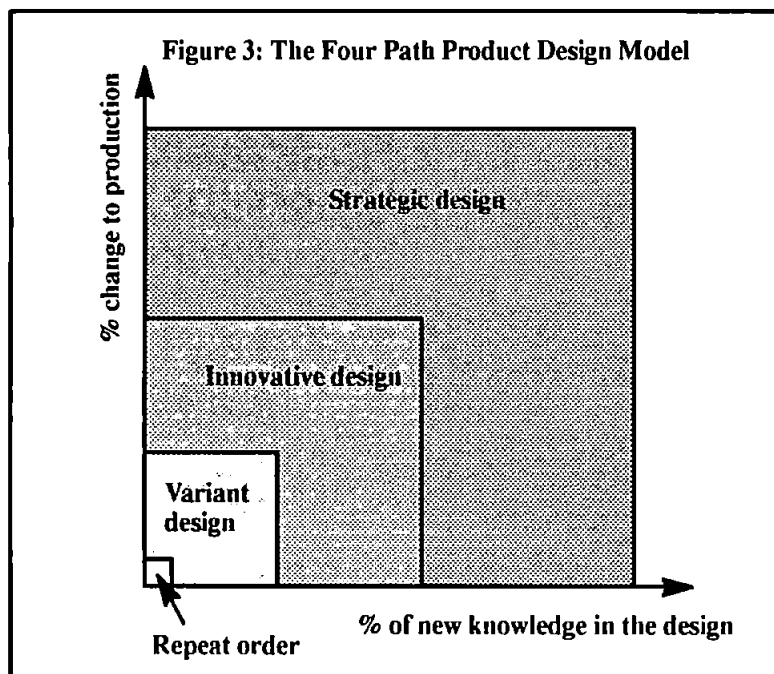 Figure 3: The Four Path Product Design Model
% change to production
Strategic design
Innovative design
Variant
design
Repeat order
% of new knowledge in the design